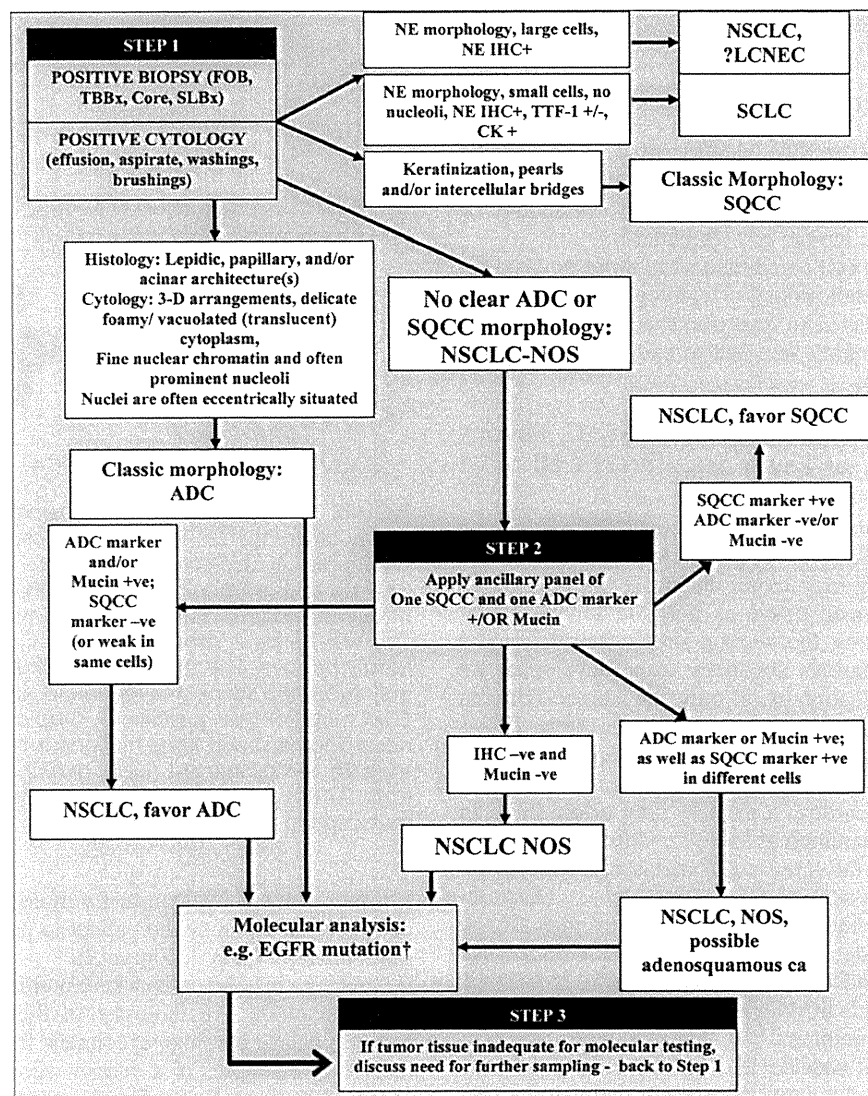 STEP 1
POSITIVE BIOPSY (FOB,
TBBx, Core, SLBx)
POSITIVE CYTOLOGY
(effusion, aspirate, washings,
brushings)
NE morphology, large cells,
NE IHC+
NSCLC,
?LCNEC
NE morphology, small cells, no
nucleoli, NE IHC+, TTF-1 +/-,
CK +
SCLC
Keratinization, pearls
and/or intercellular bridges
Classic Morphology:
SQCC
Histology: Lepidic, papillary, and/or
acinar architecture(s)
Cytology: 3-D arrangements, delicate
foamy/ vacuolated (translucent)
cytoplasm,
Fine nuclear chromatin and often
prominent nucleoli
Nuclei are often eccentrically situated
No clear ADC or
SQCC morphology:
NSCLC-NOS
Classic morphology:
ADC
NSCLC, favor SQCC
SQCC marker +ve
ADC marker -ve/or
Mucin -ve
ADC marker
and/or
Mucin +ve;
SQCC
marker –ve
(or weak in
same cells)
STEP 2
Apply ancillary panel of
One SQCC and one ADC marker
+/OR Mucin
IHC –ve and
Mucin -ve
ADC marker or Mucin +ve;
as well as SQCC marker +ve
in different cells
NSCLC, favor ADC
NSCLC NOS
Molecular analysis:
e.g. EGFR mutation†
NSCLC, NOS,
possible
adenosquamous ca
STEP 3
If tumor tissue inadequate for molecular testing,
discuss need for further sampling - back to Step 1